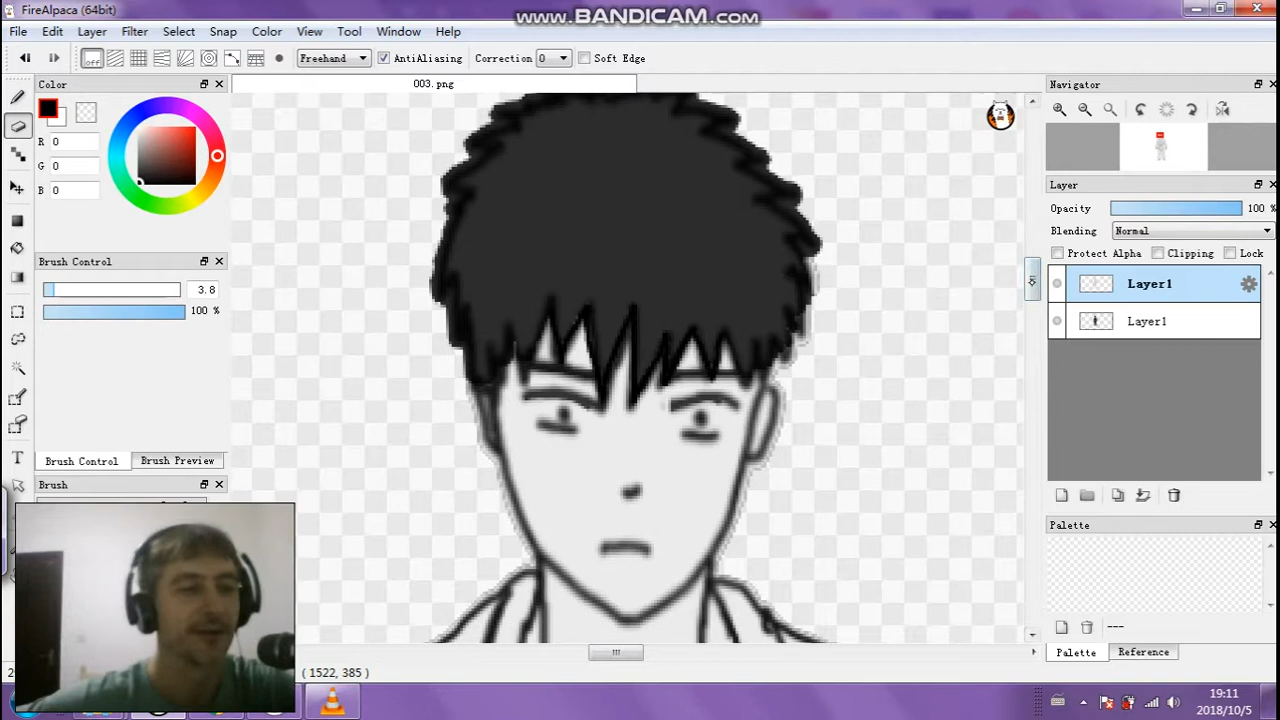 FireAlpaca (64bit)
www.BANDICAM.com
File Edit Layer Filter Select Snap Color View Tool Window Help
off Freehand AntiAliasing Correction 0 Soft Edge
Color
003.png
Navigator
R 0
G 0
B 0
Layer
Opacity 100 %
Blending Normal
Protect Alpha Clipping Lock
Brush Control
3.8
100 %
Layer1
Layer1
T
Brush Control Brush Preview
Brush
Palette
---
Palette Reference
( 1522, 385)
19:11
2018/10/5